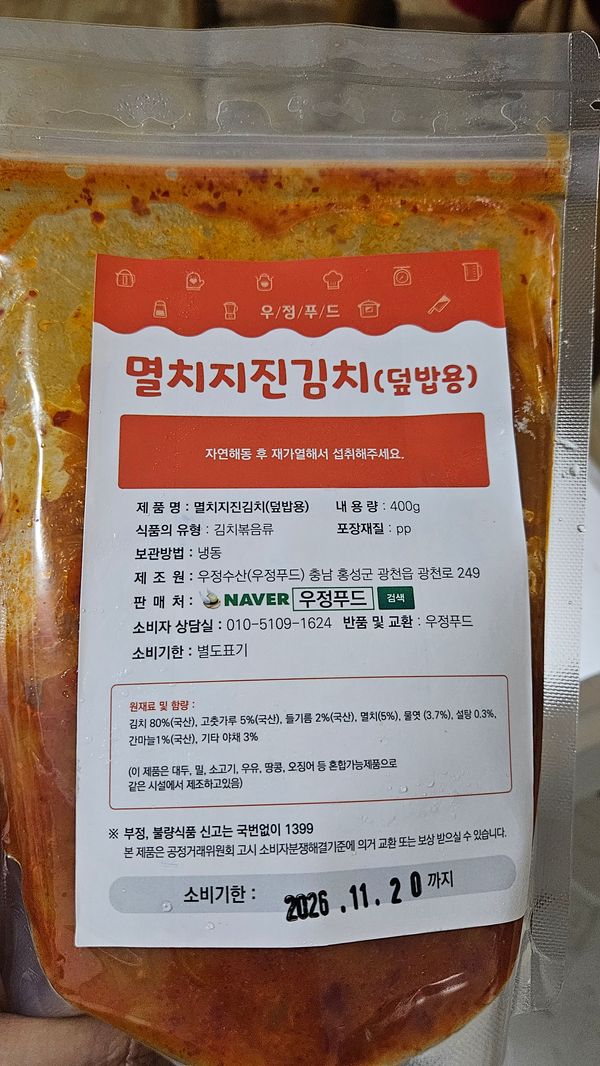 우/정/푸/드
멸치지진김치(덮밥용)
자연해동 후 재가열해서 섭취해주세요.
제 품 명 : 멸치지진김치(덮밥용) 내 용 량 : 400g
식품의 유형 : 김치볶음류 포장재질 : pp
보관방법 : 냉동
제 조 원 : 우정수산(우정푸드) 충남 홍성군 광천읍 광천로 249
판 매 처 : NAVER 우정푸드 검색
소비자 상담실 : 010-5109-1624 반품 및 교환 : 우정푸드
소비기한 : 별도표기
원재료 및 함량 :
김치 80%(국산), 고춧가루 5%(국산), 들기름 2%(국산), 멸치(5%), 물엿 (3.7%), 설탕 0.3%,
간마늘1%(국산), 기타 야채 3%
(이 제품은 대두, 밀, 소고기, 우유, 땅콩, 오징어 등 혼합가능제품으로
같은 시설에서 제조하고있음)
※ 부정, 불량식품 신고는 국번없이 1399
본 제품은 공정거래위원회 고시 소비자분쟁해결기준에 의거 교환 또는 보상 받으실 수 있습니다.
소비기한 : 2026.11.20 까지